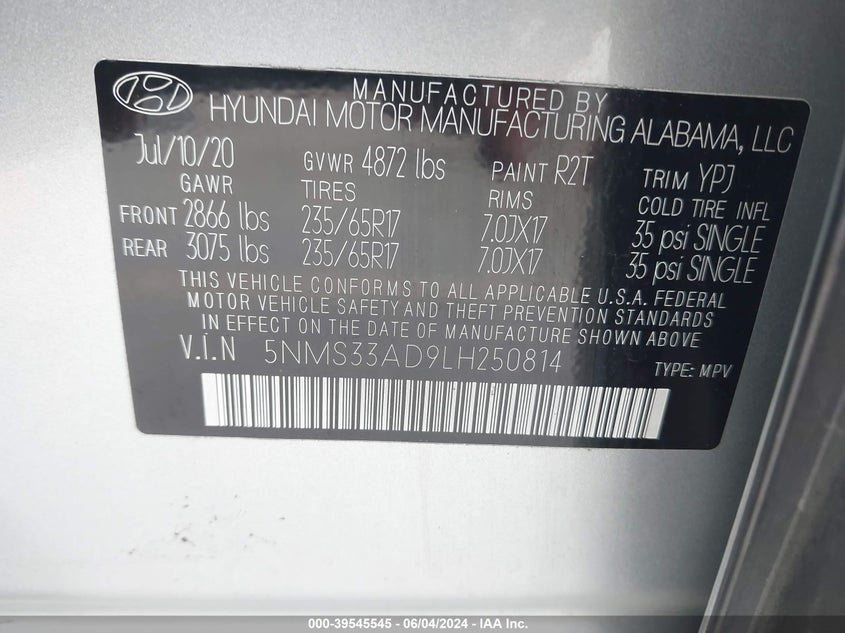 MANUFACTURED BY
HYUNDAI MOTOR MANUFACTURING ALABAMA, LLC
Jul/10/20 GVWR 4872 lbs PAINT R2T TRIM YPJ
GAWR TIRES RIMS COLD TIRE INFL
FRONT 2866 lbs 235/65R17 7.0JX17 35 psi SINGLE
REAR 3075 lbs 235/65R17 7.0JX17 35 psi SINGLE
THIS VEHICLE CONFORMS TO ALL APPLICABLE U.S.A. FEDERAL
MOTOR VEHICLE SAFETY AND THEFT PREVENTION STANDARDS
IN EFFECT ON THE DATE OF MANUFACTURE SHOWN ABOVE
V.I.N 5NMS33AD9LH250814 TYPE: MPV
000-39545545 - 06/04/2024 - IAA Inc.